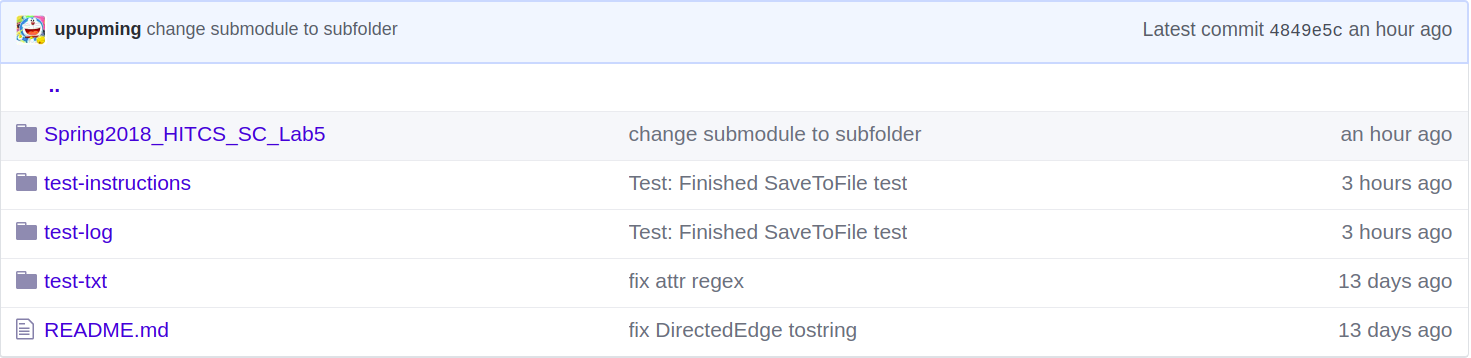 upupming change submodule to subfolder Latest commit 4849e5c an hour ago
..
Spring2018_HITCS_SC_Lab5 change submodule to subfolder an hour ago
test-instructions Test: Finished SaveToFile test 3 hours ago
test-log Test: Finished SaveToFile test 3 hours ago
test-txt fix attr regex 13 days ago
README.md fix DirectedEdge tostring 13 days ago